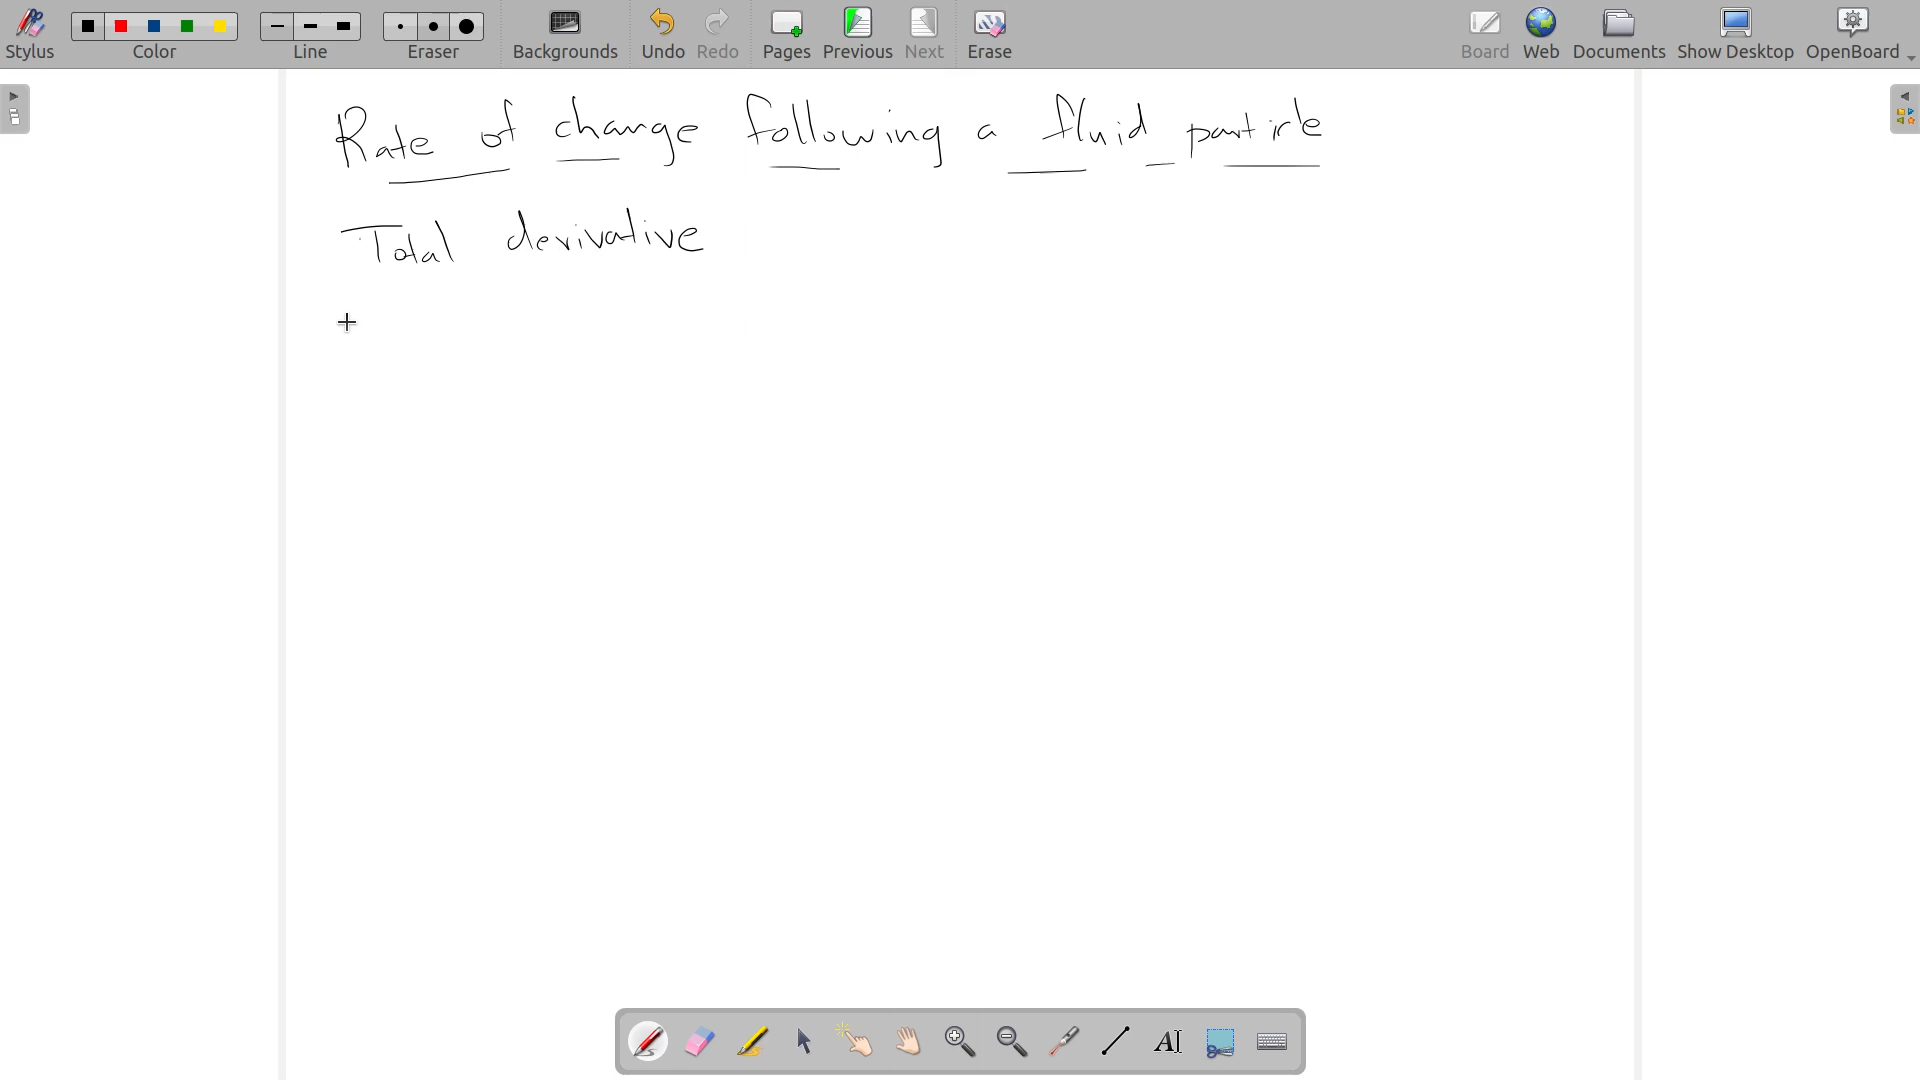 Stylus Color Line Eraser Backgrounds Undo Redo Pages Previous Next Erase Board Web Documents Show Desktop OpenBoard
Rate of change following a fluid particle
Total derivative
AI